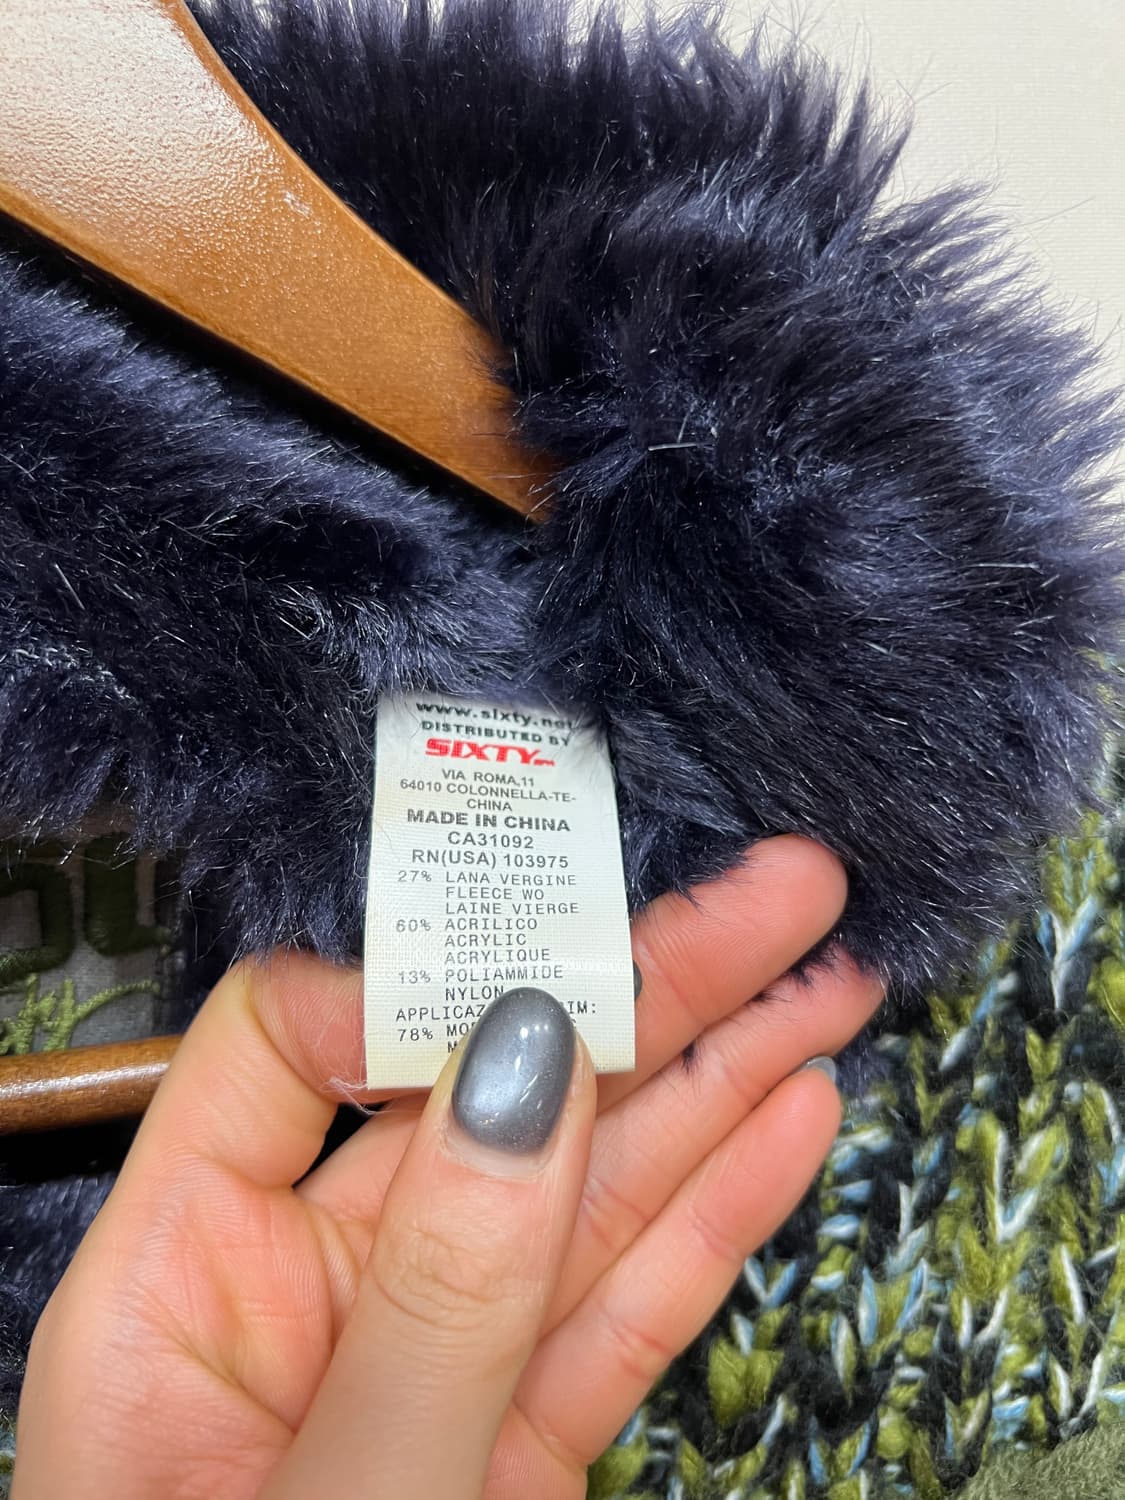 www.sixty.net
DISTRIBUTED BY
SIXTY
VIA ROMA,11
64010 COLONNELLA-TE-
CHINA
MADE IN CHINA
CA31092
RN(USA) 103975
27% LANA VERGINE
FLEECE WO
LAINE VIERGE
60% ACRILICO
ACRYLIC
ACRYLIQUE
13% POLIAMMIDE
NYLON
78%